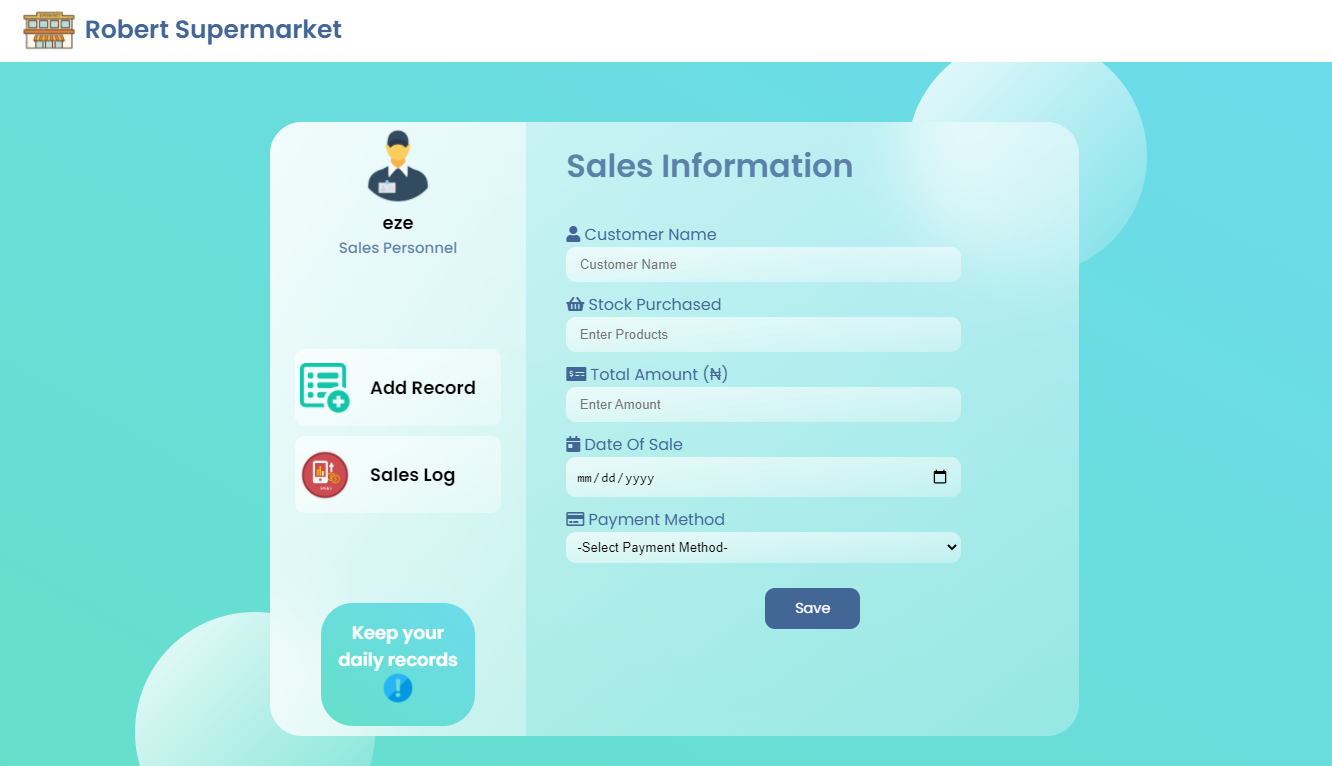 Robert Supermarket
eze
Sales Personnel
Add Record
Sales Log
Keep your
daily records
Sales Information
Customer Name
Customer Name
Stock Purchased
Enter Products
Total Amount (₦)
Enter Amount
Date Of Sale
mm/dd/yyyy
Payment Method
-Select Payment Method-
Save